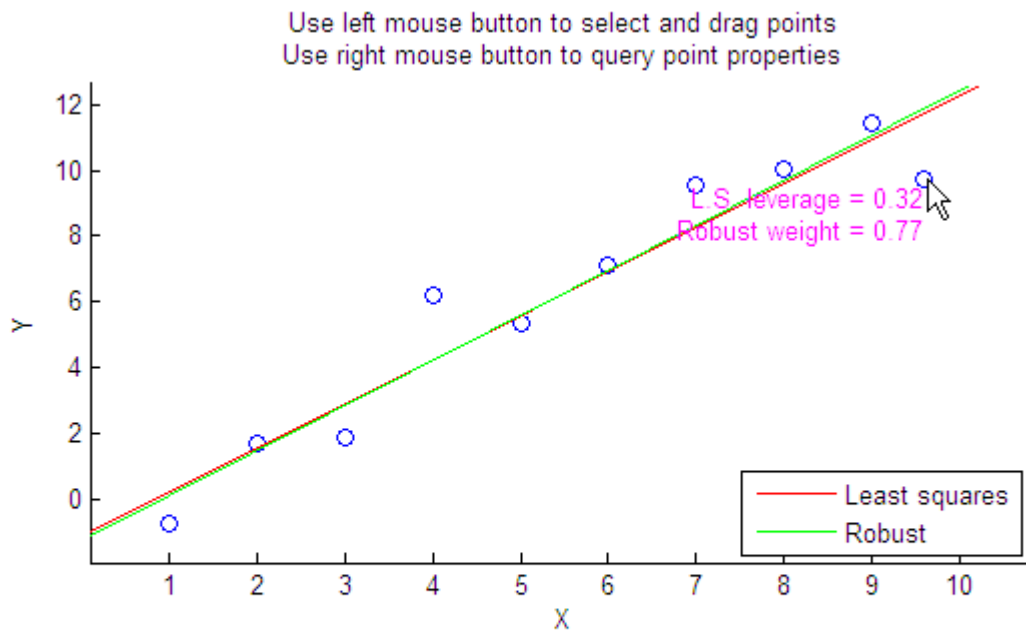 Use left mouse button to select and drag points
Use right mouse button to query point properties
12
10
8
6
4
2
0
Y
L.S. leverage = 0.32
Robust weight = 0.77
Least squares
Robust
1 2 3 4 5 6 7 8 9 10
X